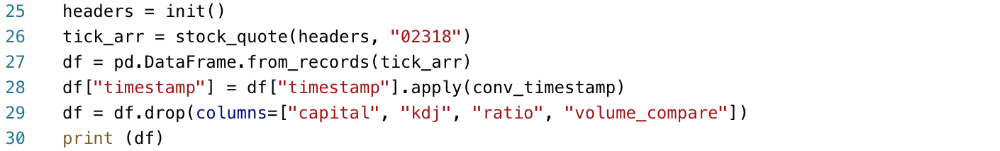 25 headers = init()
26 tick_arr = stock_quote(headers, "02318")
27 df = pd.DataFrame.from_records(tick_arr)
28 df["timestamp"] = df["timestamp"].apply(conv_timestamp)
29 df = df.drop(columns=["capital", "kdj", "ratio", "volume_compare"])
30 print (df)